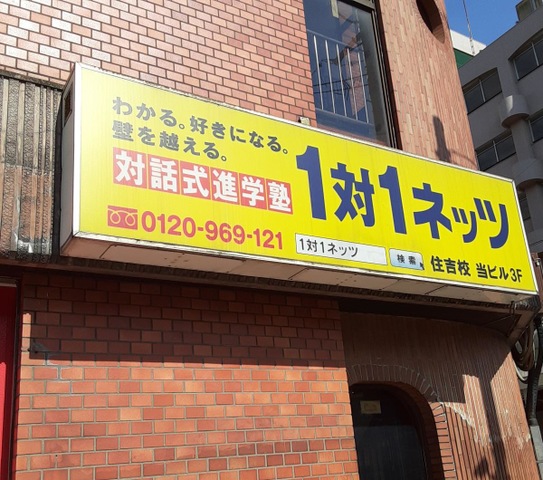 わかる。好きになる。
壁を越える。
対話式進学塾
0120-969-121
1対1ネッツ
1対1ネッツ 検索
住吉校 当ビル3F